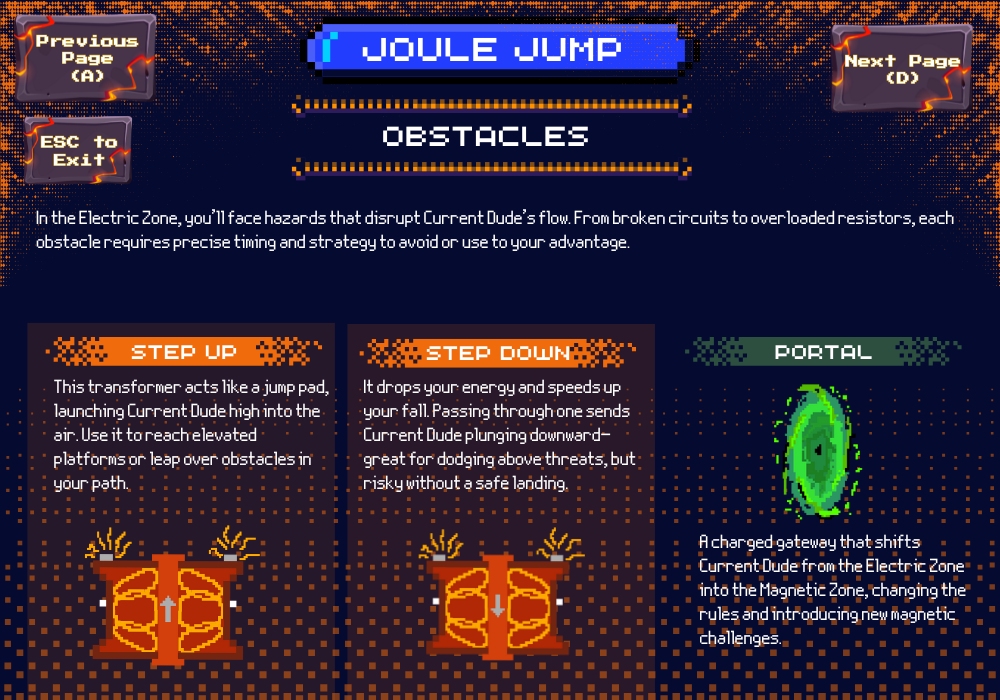 Previous
Page
(A)
JOULE JUMP
Next Page
(D)
ESC to
Exit
OBSTACLES
In the Electric Zone, you'll face hazards that disrupt Current Dude's flow. From broken circuits to overloaded resistors, each
obstacle requires precise timing and strategy to avoid or use to your advantage.
STEP UP
This transformer acts like a jump pad,
launching Current Dude high into the
air. Use it to reach elevated
platforms or leap over obstacles in
your path.
STEP DOWN
It drops your energy and speeds up
your fall. Passing through one sends
Current Dude plunging downward—
great for dodging above threats, but
risky without a safe landing.
PORTAL
A charged gateway that shifts
Current Dude from the Electric Zone
into the Magnetic Zone, changing the
rules and introducing new magnetic
challenges.